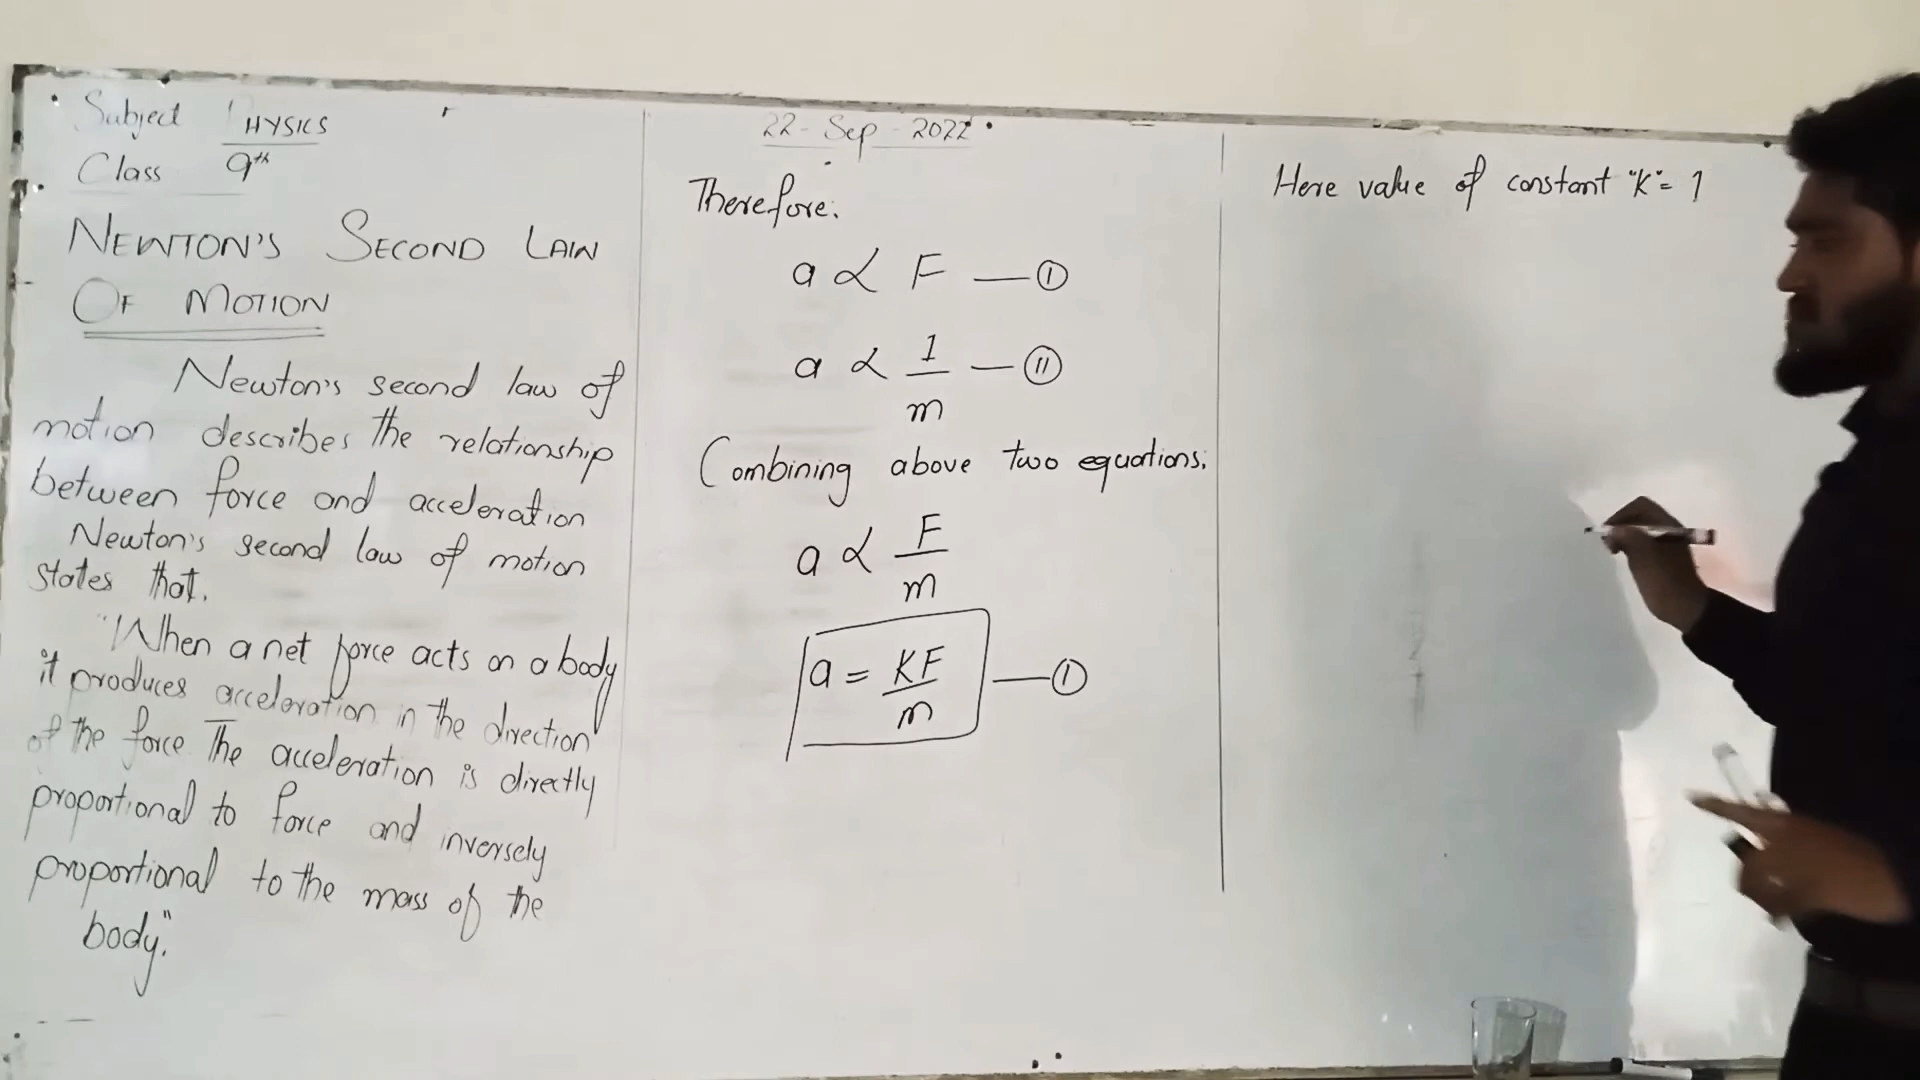 Subject PHYSICS
Class 9th
NEWTON'S SECOND LAW
OF MOTION
Newton's second law of
motion describes the relationship
between force and acceleration
Newton's second law of motion
states that.
"When a net force acts on a body
it produces acceleration in the direction
of the force The acceleration is directly
proportional to force and inversely
proportional to the mass of the
body."
22-Sep-2022
Therefore:
a ∝ F — (I)
a ∝ 1/m — (II)
Combining above two equations.
a ∝ F/m
a = KF/m — (I)
Here value of constant "K"= 1